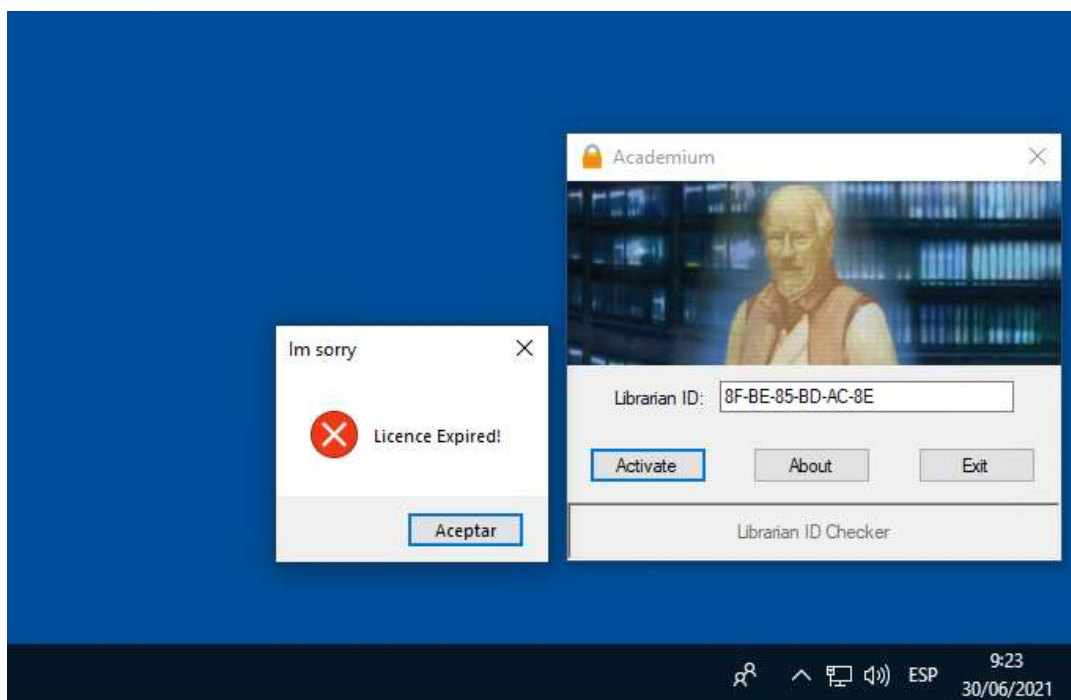 Academium
Im sorry
Licence Expired!
Aceptar
Librarian ID: 8F-BE-85-BD-AC-8E
Activate About Exit
Librarian ID Checker
ESP
9:23
30/06/2021